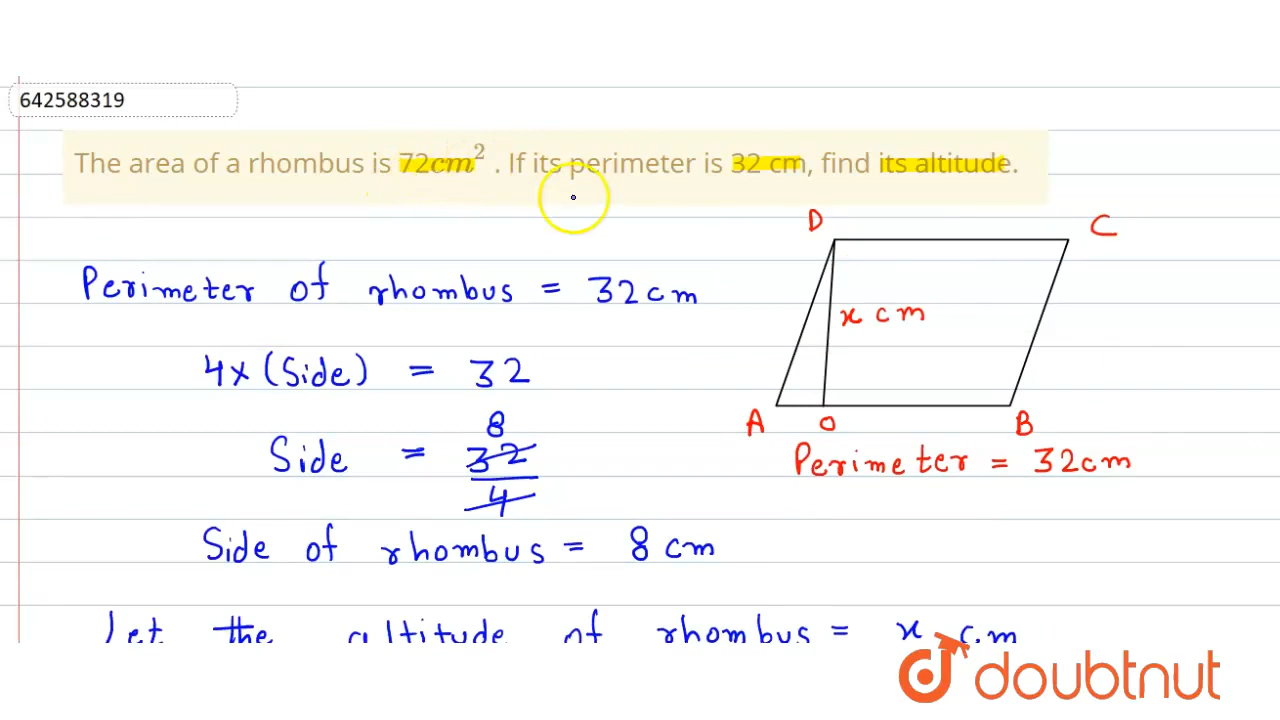 642588319
The area of a rhombus is 72cm². If its perimeter is 32 cm, find its altitude.
D
C
Perimeter of rhombus = 32cm
x cm
4x (Side) = 32
A
O
B
8
Side = 32
4
Perimeter = 32cm
Side of rhombus = 8 cm
Let the altitude of rhombus = x cm
doubtnut